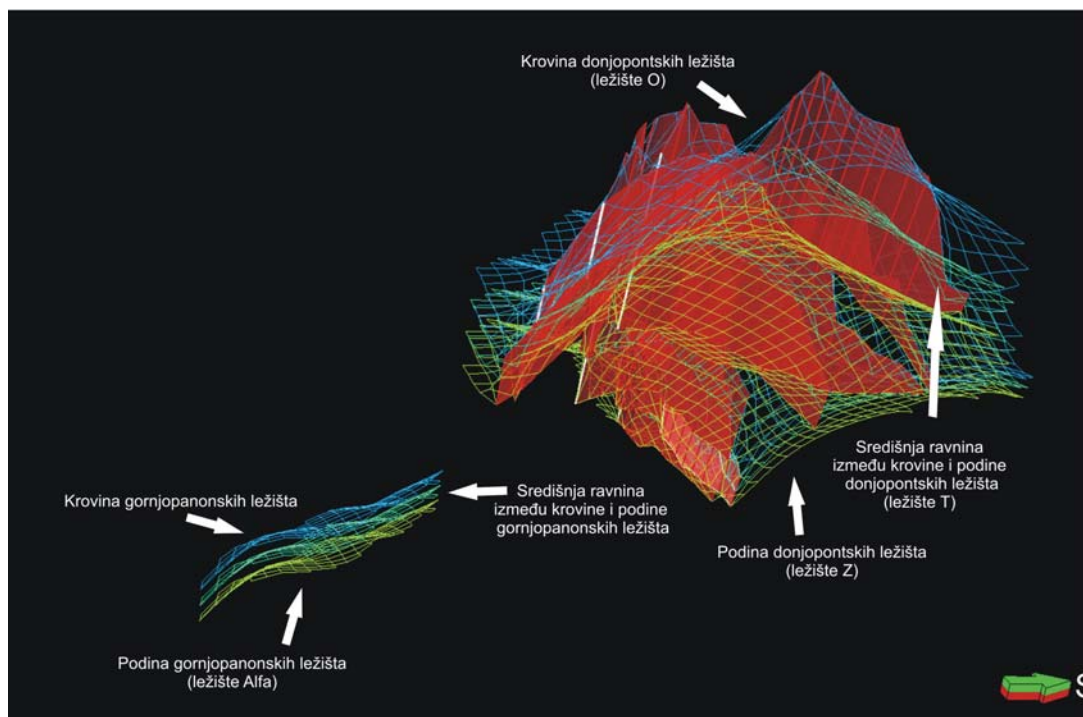 Krovina donjopontskih ležišta
(ležište O)
Središnja ravnina
između krovine i podine
donjopontskih ležišta
(ležište T)
Krovina gornjopanonskih ležišta
Središnja ravnina
između krovine i podine
gornjopanonskih ležišta
Podina donjopontskih ležišta
(ležište Z)
Podina gornjopanonskih ležišta
(ležište Alfa)
S